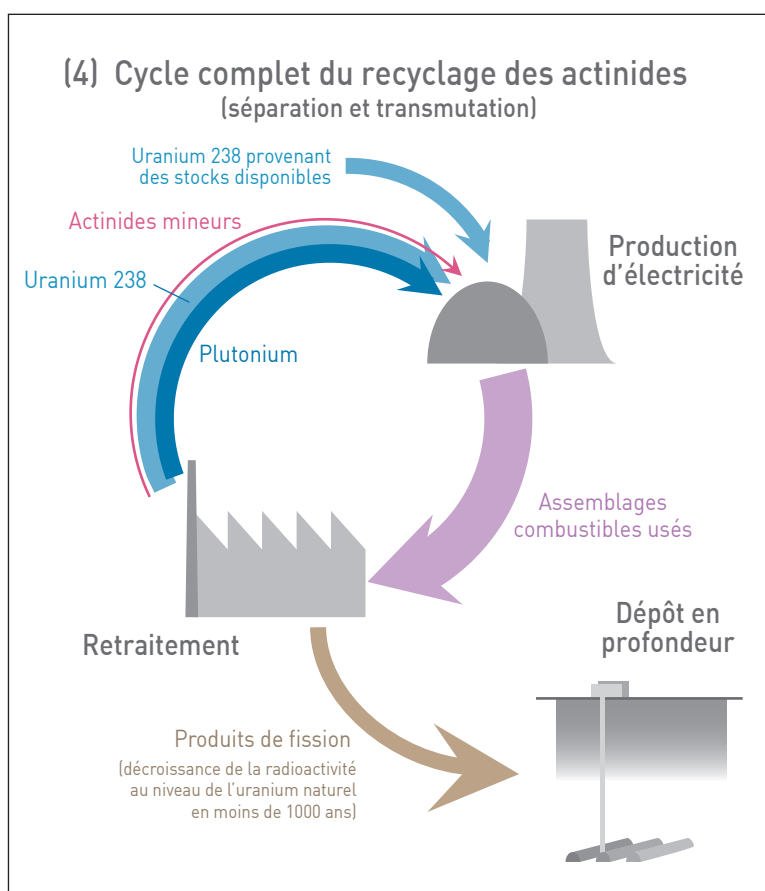 (4) Cycle complet du recyclage des actinides
(séparation et transmutation)
Uranium 238 provenant
des stocks disponibles
Actinides mineurs
Uranium 238
Plutonium
Production
d’électricité
Assemblages
combustibles usés
Retraitement
Dépôt en
profondeur
Produits de fission
(décroissance de la radioactivité
au niveau de l’uranium naturel
en moins de 1000 ans)